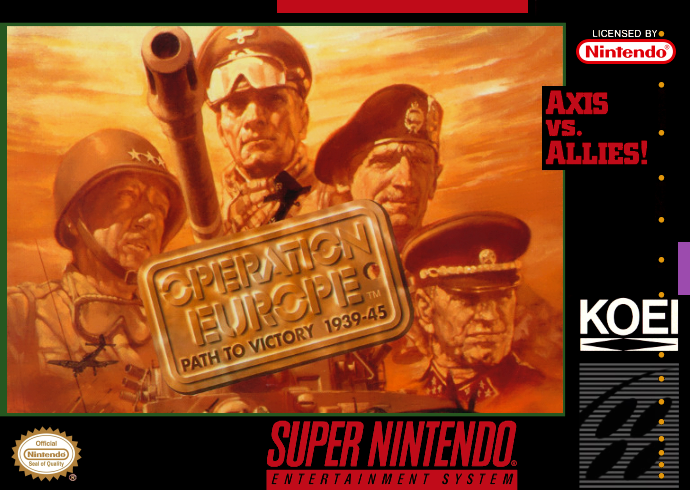 LICENSED BY
Nintendo®
AXIS
VS.
ALLIES!
OPERATION
EUROPE
TM
PATH TO VICTORY 1939-45
KOEI
Official
Nintendo
Seal of Quality
®
SUPER NINTENDO®
ENTERTAINMENT SYSTEM